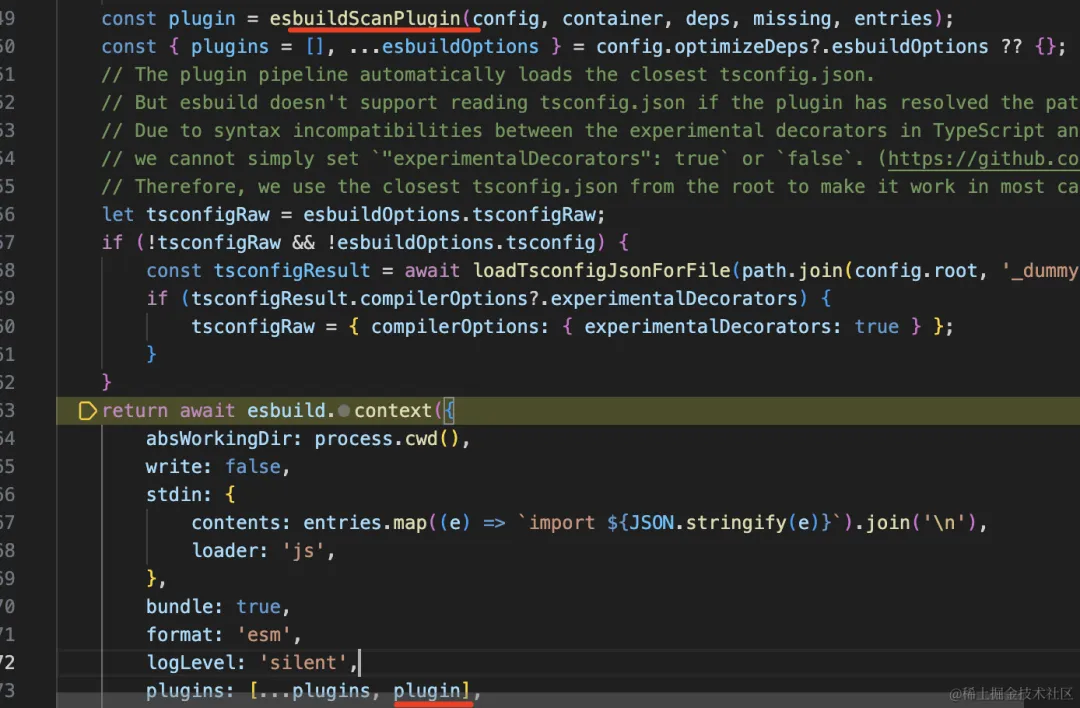 49 const plugin = esbuildScanPlugin(config, container, deps, missing, entries);
50 const { plugins = [], ...esbuildOptions } = config.optimizeDeps?.esbuildOptions ?? {};
51 // The plugin pipeline automatically loads the closest tsconfig.json.
52 // But esbuild doesn't support reading tsconfig.json if the plugin has resolved the pat
53 // Due to syntax incompatibilities between the experimental decorators in TypeScript an
54 // we cannot simply set `"experimentalDecorators": true` or `false`. (https://github.co
55 // Therefore, we use the closest tsconfig.json from the root to make it work in most ca
56 let tsconfigRaw = esbuildOptions.tsconfigRaw;
57 if (!tsconfigRaw && !esbuildOptions.tsconfig) {
58 const tsconfigResult = await loadTsconfigJsonForFile(path.join(config.root, '_dummy
59 if (tsconfigResult.compilerOptions?.experimentalDecorators) {
60 tsconfigRaw = { compilerOptions: { experimentalDecorators: true } };
61 }
62 }
63 return await esbuild.context({
64 absWorkingDir: process.cwd(),
65 write: false,
66 stdin: {
67 contents: entries.map((e) => `import ${JSON.stringify(e)}`).join('\n'),
68 loader: 'js',
69 },
70 bundle: true,
71 format: 'esm',
72 logLevel: 'silent',
73 plugins: [...plugins, plugin],
@稀土掘金技术社区